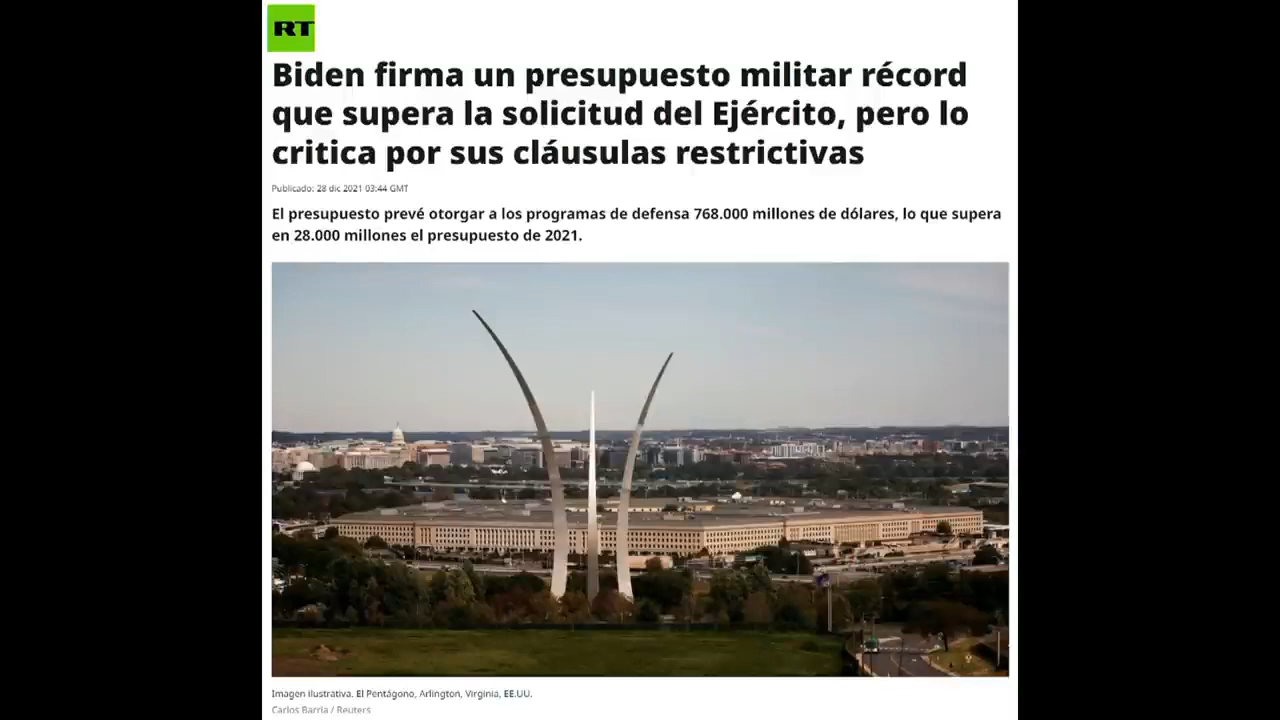 RT
Biden firma un presupuesto militar récord
que supera la solicitud del Ejército, pero lo
critica por sus cláusulas restrictivas
Publicado: 28 dic 2021 03:44 GMT
El presupuesto prevé otorgar a los programas de defensa 768.000 millones de dólares, lo que supera
en 28.000 millones el presupuesto de 2021.
Imagen ilustrativa. El Pentágono, Arlington, Virginia, EE.UU.
Carlos Barria / Reuters